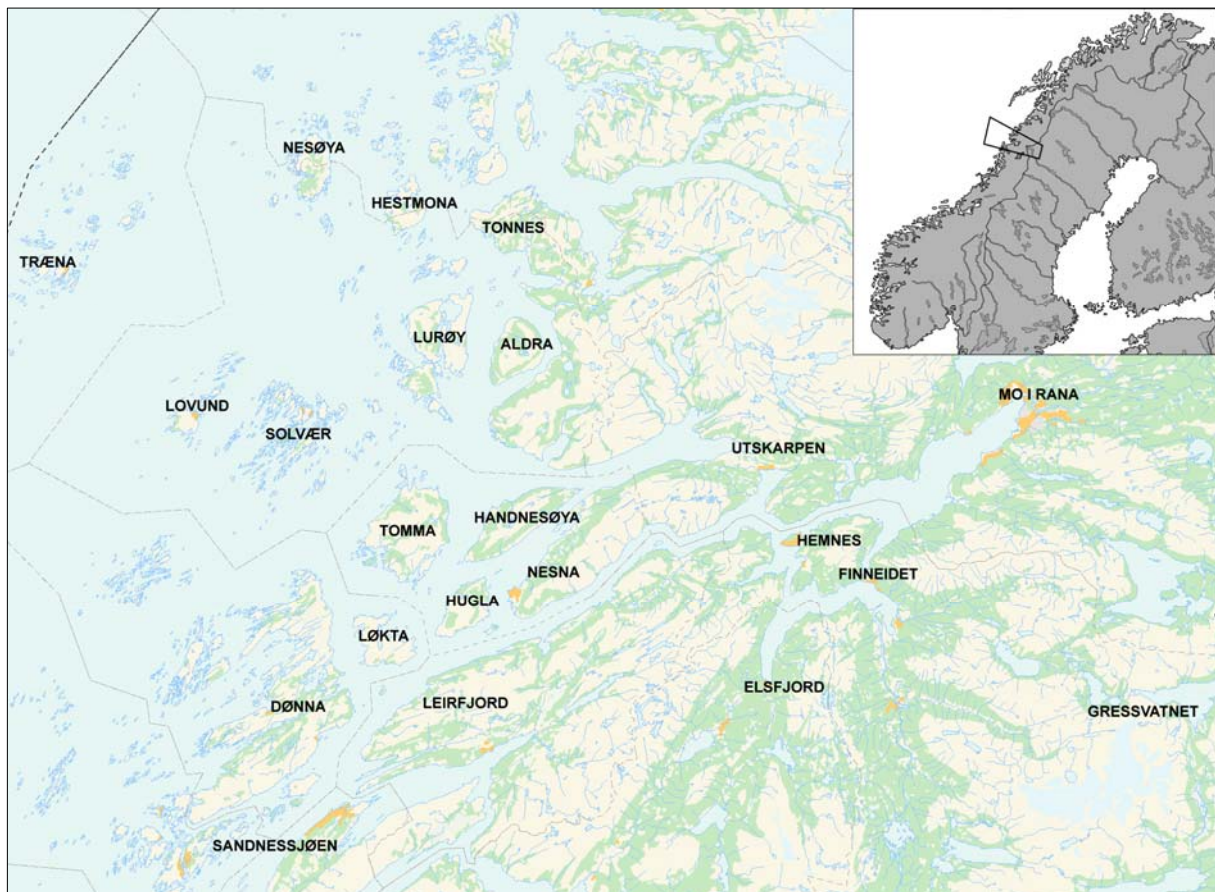 NESØYA
HESTMONA
TONNES
TRÆNA
LURØY
ALDRA
MO I RANA
LOVUND
SOLVÆR
UTSKARPEN
HANDNESØYA
TOMMA
HEMNES
NESNA
FINNEIDET
HUGLA
LØKTA
ELSFJORD
LEIRFJORD
DØNNA
GRESSVATNET
SANDNESSJØEN